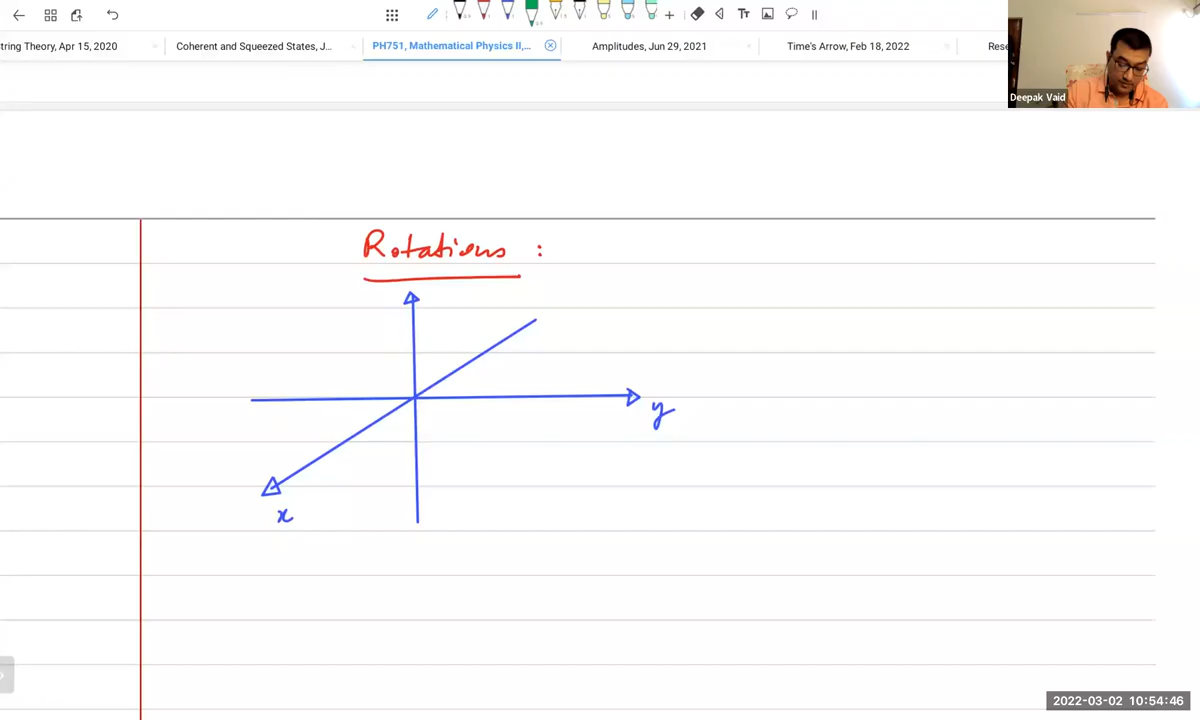 tring Theory, Apr 15, 2020 Coherent and Squeezed States, J... PH751, Mathematical Physics II,... Amplitudes, Jun 29, 2021 Time's Arrow, Feb 18, 2022 Rese
Deepak Vaid
Rotations :
y
x
2022-03-02 10:54:46